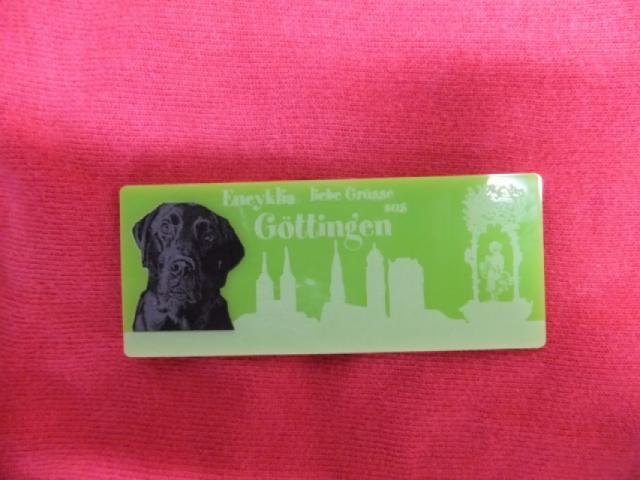 Encyklia liebe Grüsse
aus
Göttingen